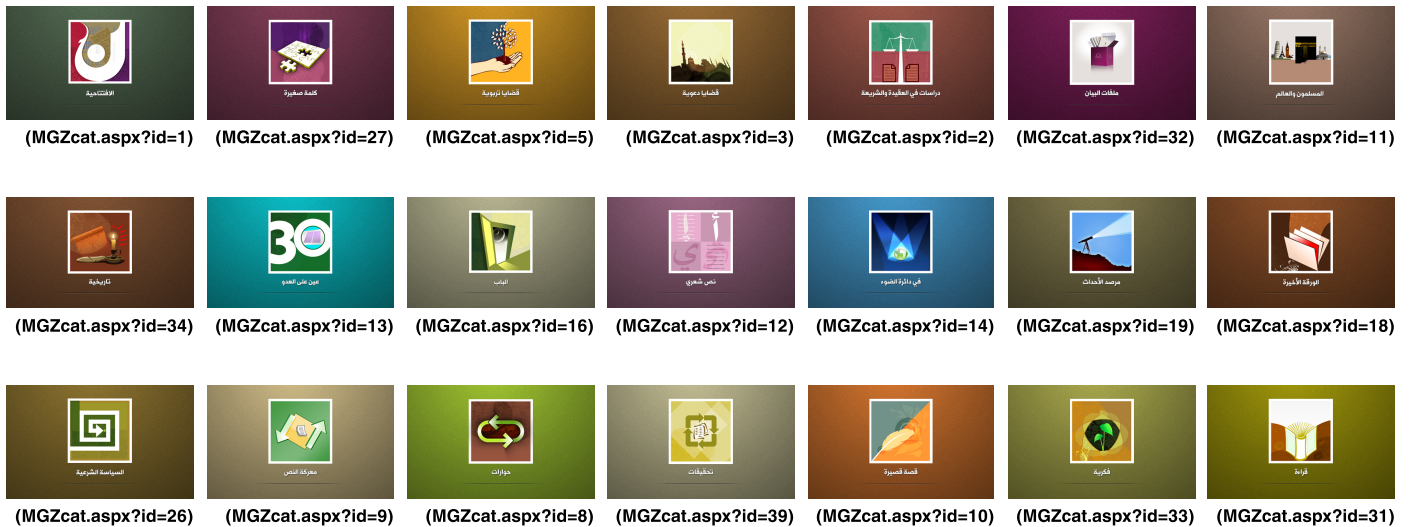 الافتتاحية
كلمة صغيرة
قضايا تربوية
قضايا دعوية
دراسات في العقيدة والشريعة
ملفات البيان
المسلمون والعالم
(MGZcat.aspx?id=1)
(MGZcat.aspx?id=27)
(MGZcat.aspx?id=5)
(MGZcat.aspx?id=3)
(MGZcat.aspx?id=2)
(MGZcat.aspx?id=32)
(MGZcat.aspx?id=11)
30
تاريخية
عين على العدو
الباب
نص شعري
في دائرة الضوء
مرصد الأحداث
الورقة الأخيرة
(MGZcat.aspx?id=34)
(MGZcat.aspx?id=13)
(MGZcat.aspx?id=16)
(MGZcat.aspx?id=12)
(MGZcat.aspx?id=14)
(MGZcat.aspx?id=19)
(MGZcat.aspx?id=18)
السياسة الشرعية
معركة النص
حوارات
تحقيقات
قصة قصيرة
فكرية
قراءة
(MGZcat.aspx?id=26)
(MGZcat.aspx?id=9)
(MGZcat.aspx?id=8)
(MGZcat.aspx?id=39)
(MGZcat.aspx?id=10)
(MGZcat.aspx?id=33)
(MGZcat.aspx?id=31)